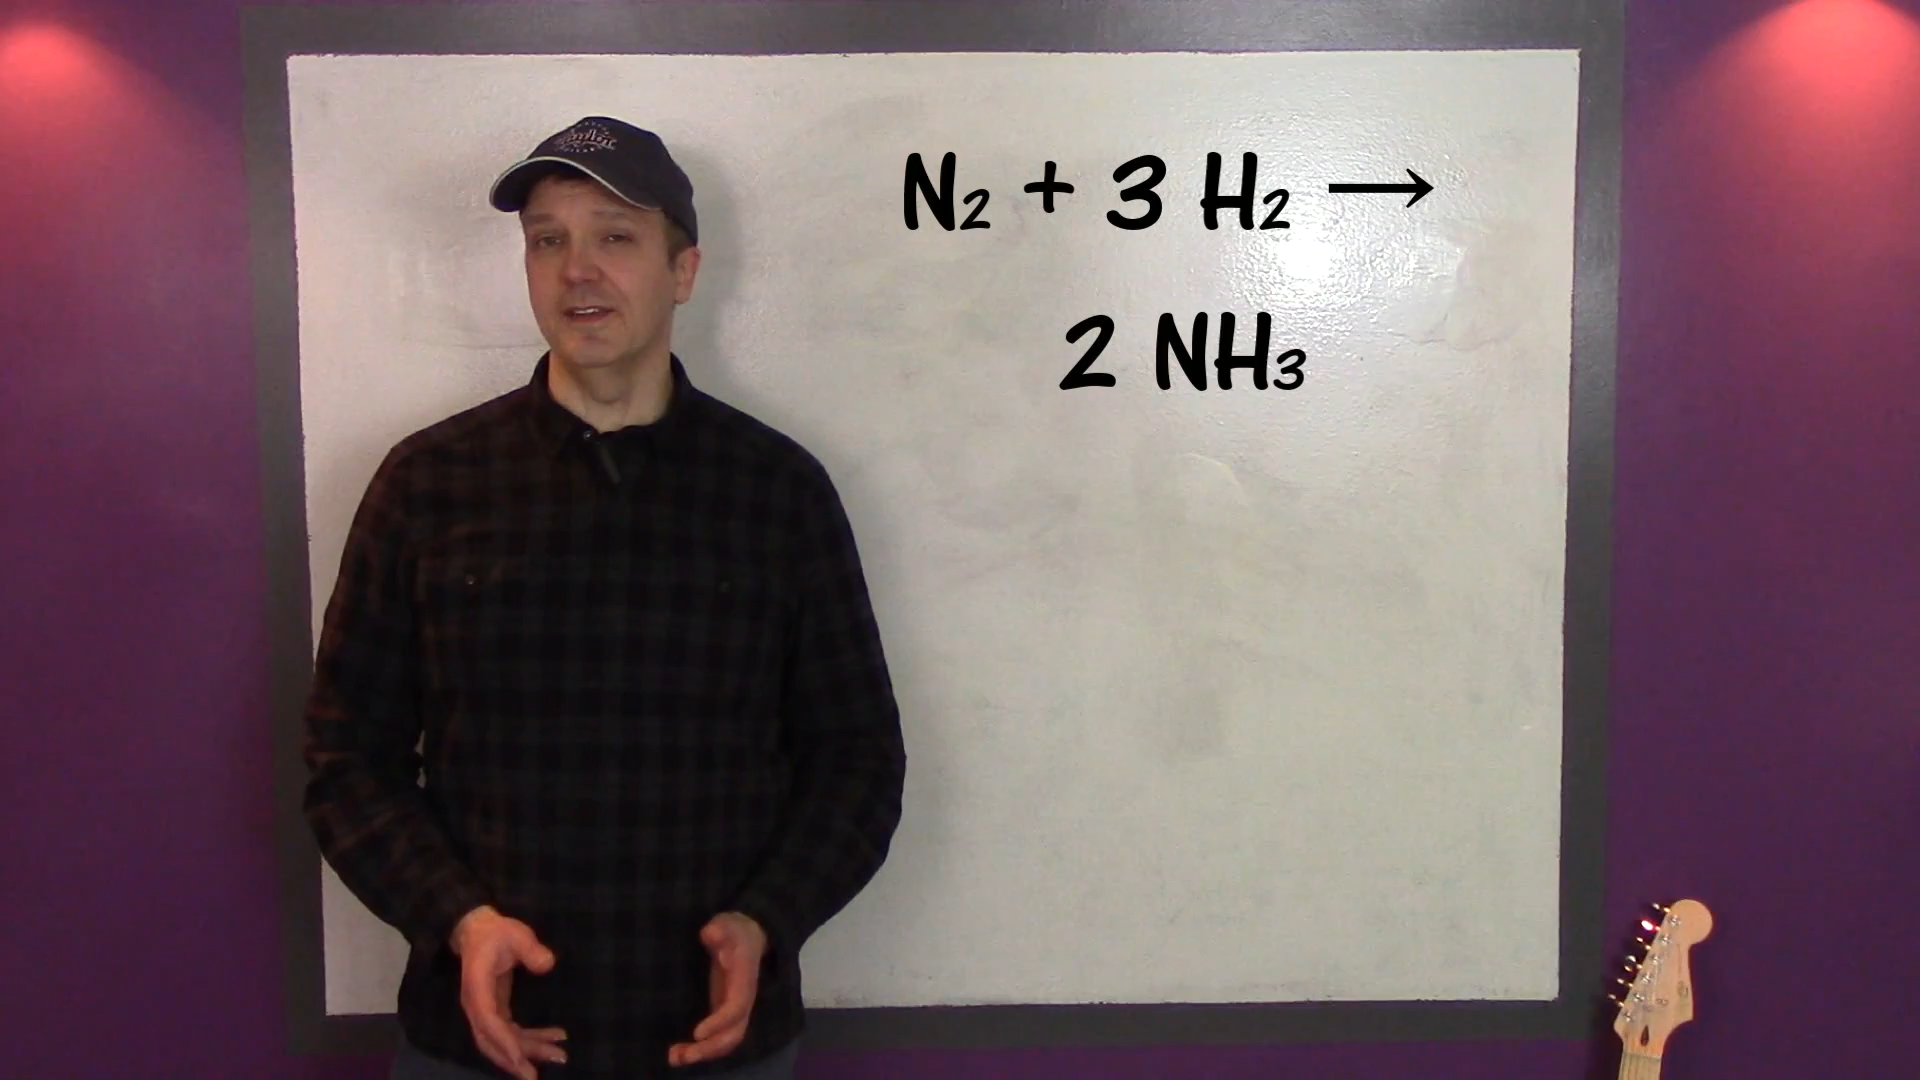 N₂ + 3 H₂ →
2 NH₃